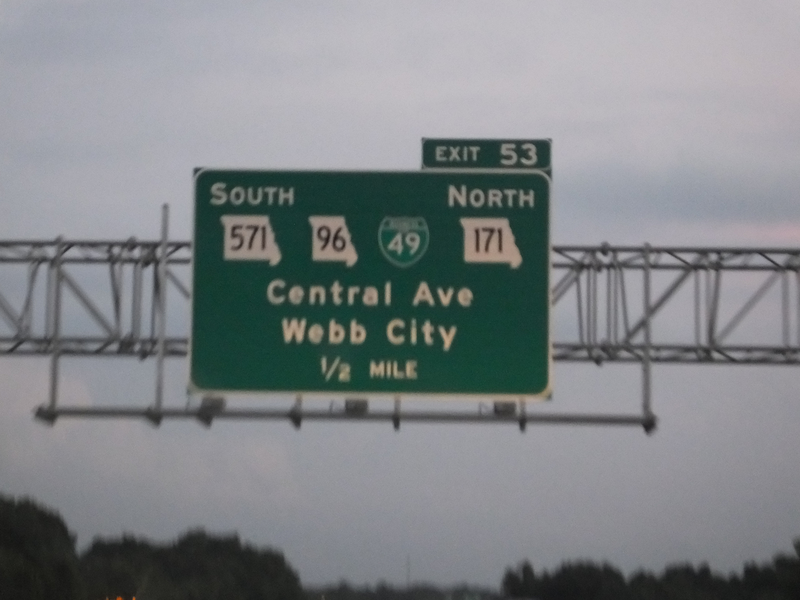 EXIT 53
SOUTH NORTH
571 96 49 171
Central Ave
Webb City
1/2 MILE